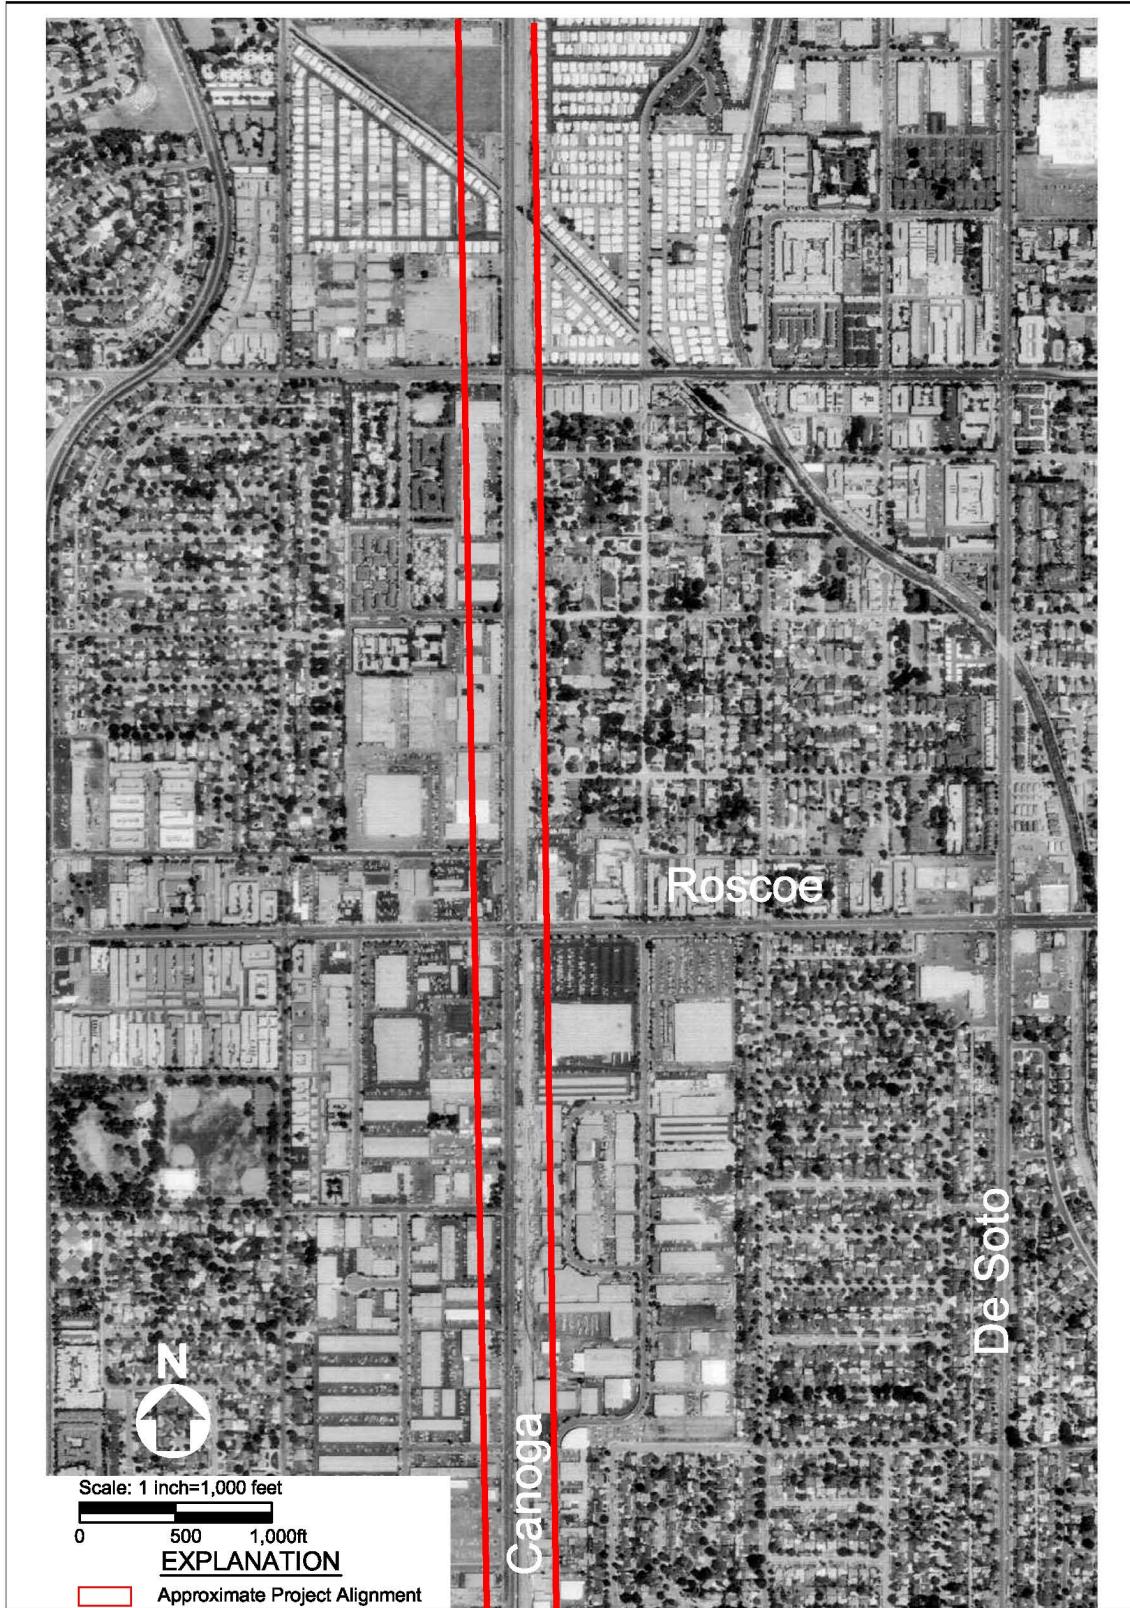 Roscoe
De Soto
Canoga
N
Scale: 1 inch=1,000 feet
0 500 1,000ft
EXPLANATION
Approximate Project Alignment